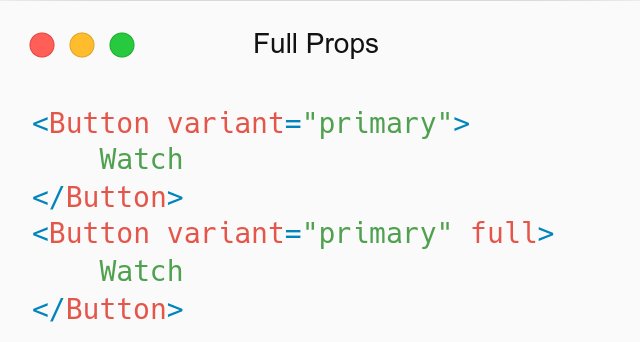 Full Props
<Button variant="primary">
    Watch
</Button>
<Button variant="primary" full>
    Watch
</Button>